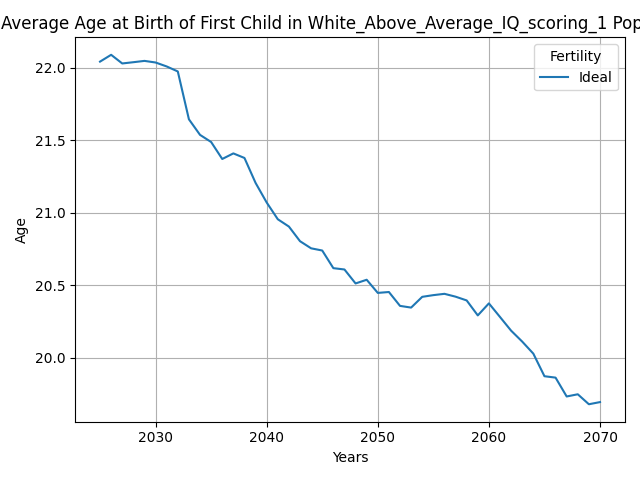 Average Age at Birth of First Child in White_Above_Average_IQ_scoring_1 Pop
Fertility
Ideal
22.0
21.5
21.0
20.5
20.0
Age
2030 2040 2050 2060 2070
Years